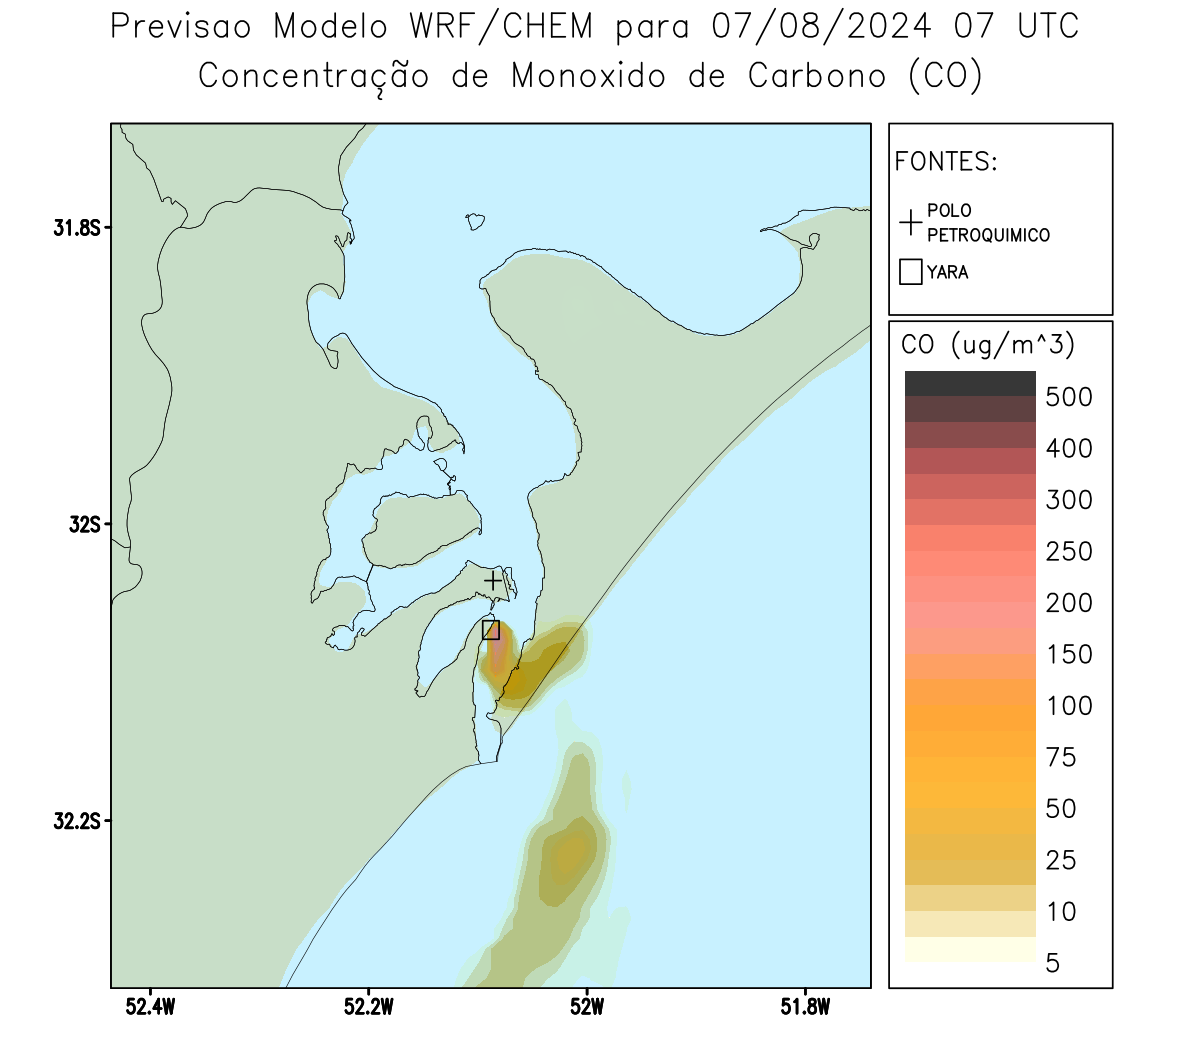 Previsao Modelo WRF/CHEM para 07/08/2024 07 UTC
Concentração de Monoxido de Carbono (CO)
FONTES:
POLO
PETROQUIMICO
YARA
CO (ug/m^3)
500
400
300
250
200
150
100
75
50
25
10
5
31.8S
32S
32.2S
52.4W
52.2W
52W
51.8W